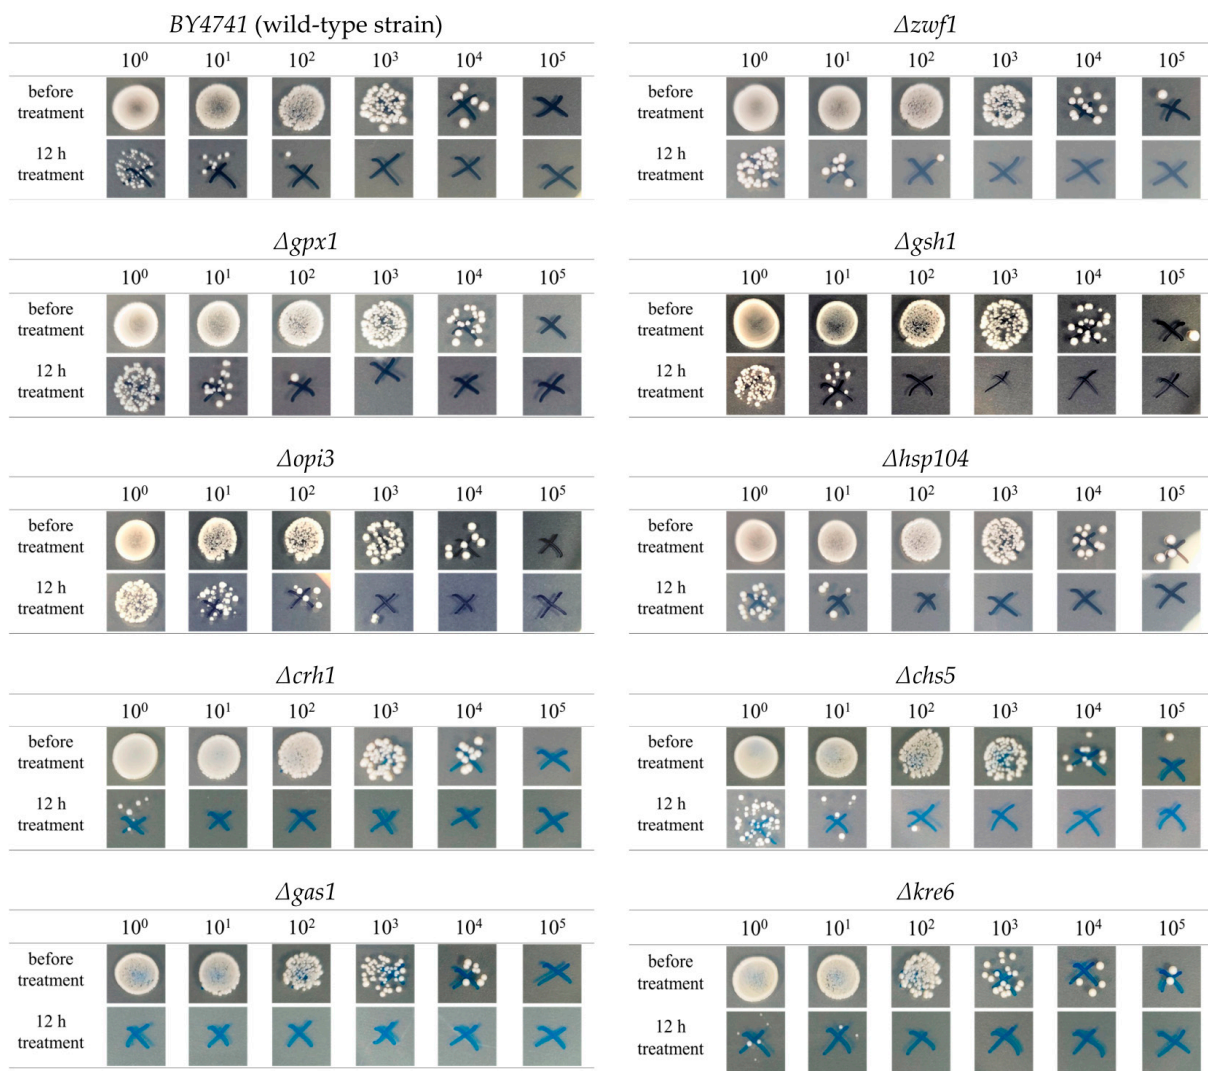 BY4741 (wild-type strain)
10⁰ 10¹ 10² 10³ 10⁴ 10⁵
before
treatment
12 h
treatment
Δzwf1
10⁰ 10¹ 10² 10³ 10⁴ 10⁵
before
treatment
12 h
treatment
Δgpx1
10⁰ 10¹ 10² 10³ 10⁴ 10⁵
before
treatment
12 h
treatment
Δgsh1
10⁰ 10¹ 10² 10³ 10⁴ 10⁵
before
treatment
12 h
treatment
Δopi3
10⁰ 10¹ 10² 10³ 10⁴ 10⁵
before
treatment
12 h
treatment
Δhsp104
10⁰ 10¹ 10² 10³ 10⁴ 10⁵
before
treatment
12 h
treatment
Δcrh1
10⁰ 10¹ 10² 10³ 10⁴ 10⁵
before
treatment
12 h
treatment
Δchs5
10⁰ 10¹ 10² 10³ 10⁴ 10⁵
before
treatment
12 h
treatment
Δgas1
10⁰ 10¹ 10² 10³ 10⁴ 10⁵
before
treatment
12 h
treatment
Δkre6
10⁰ 10¹ 10² 10³ 10⁴ 10⁵
before
treatment
12 h
treatment